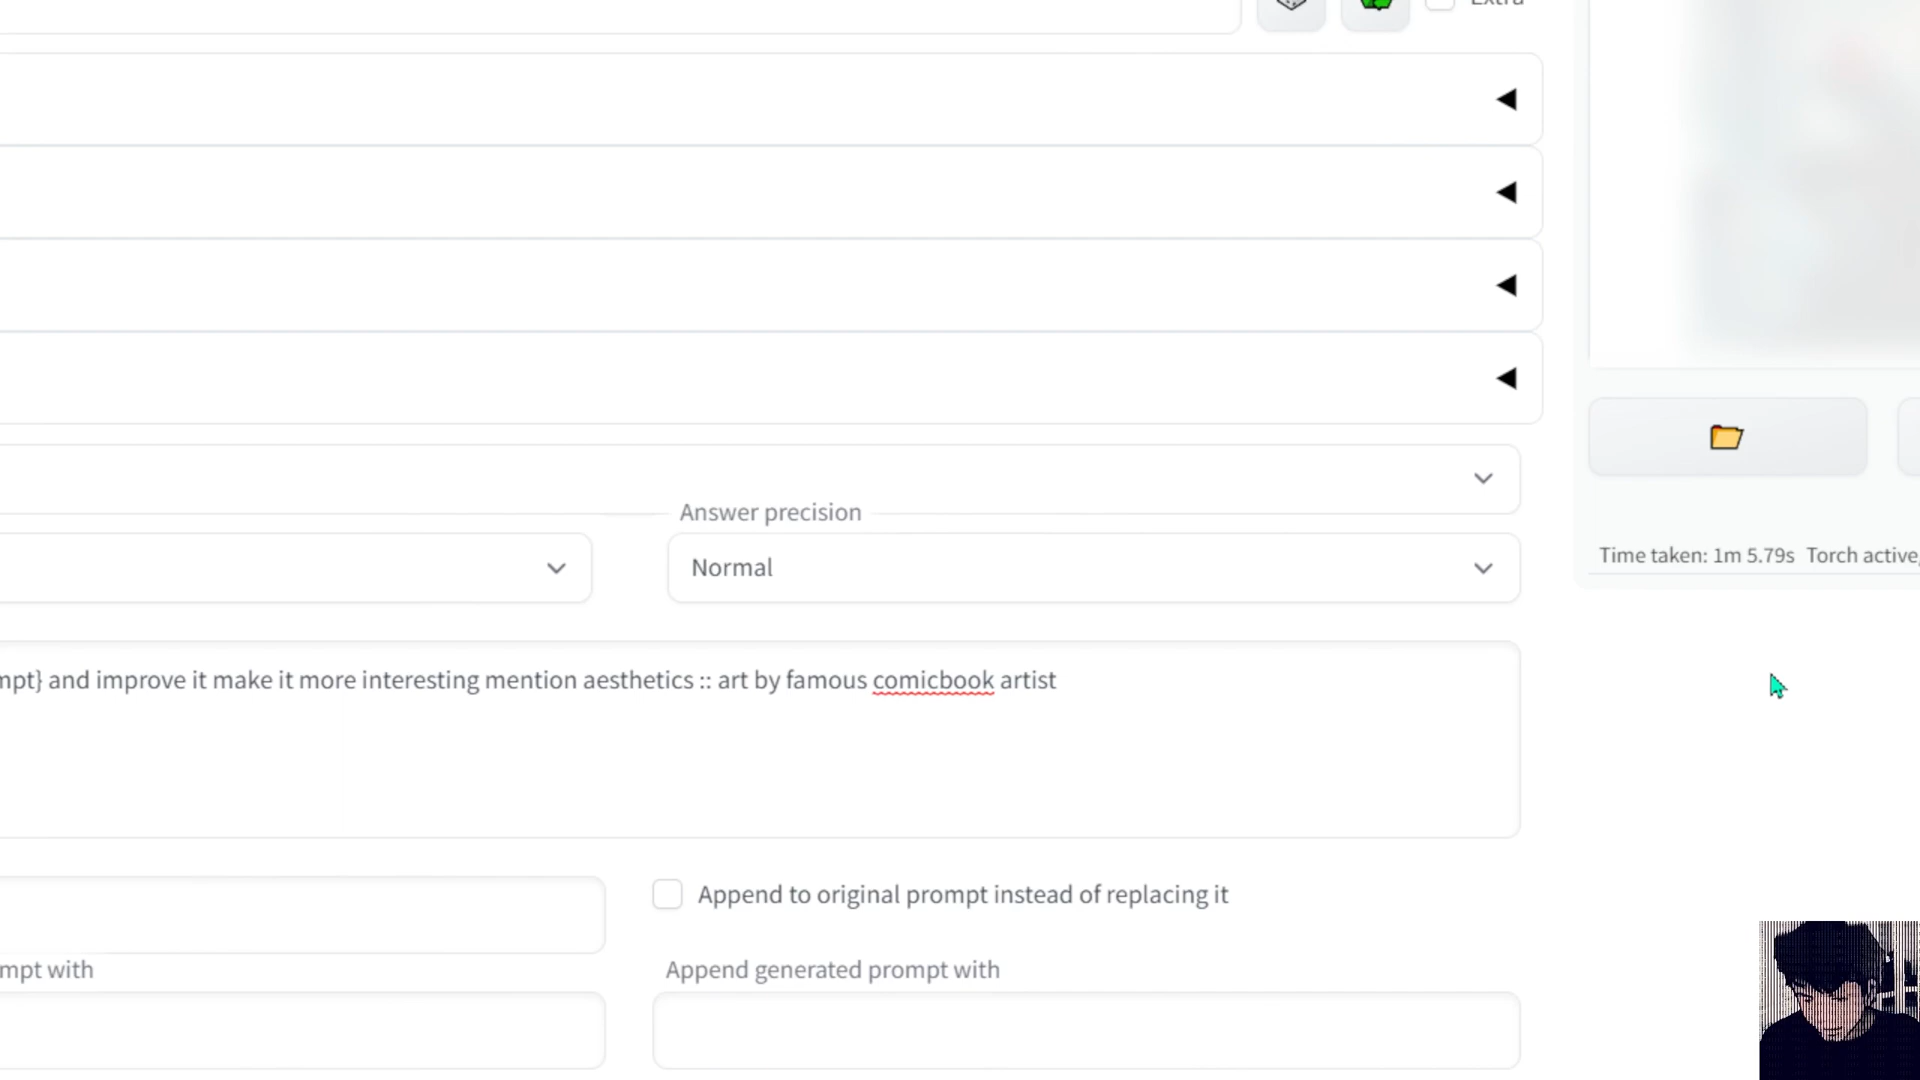 Extra
Answer precision
Normal
Time taken: 1m 5.79s Torch active,
mpt} and improve it make it more interesting mention aesthetics :: art by famous comicbook artist
Append to original prompt instead of replacing it
mpt with
Append generated prompt with